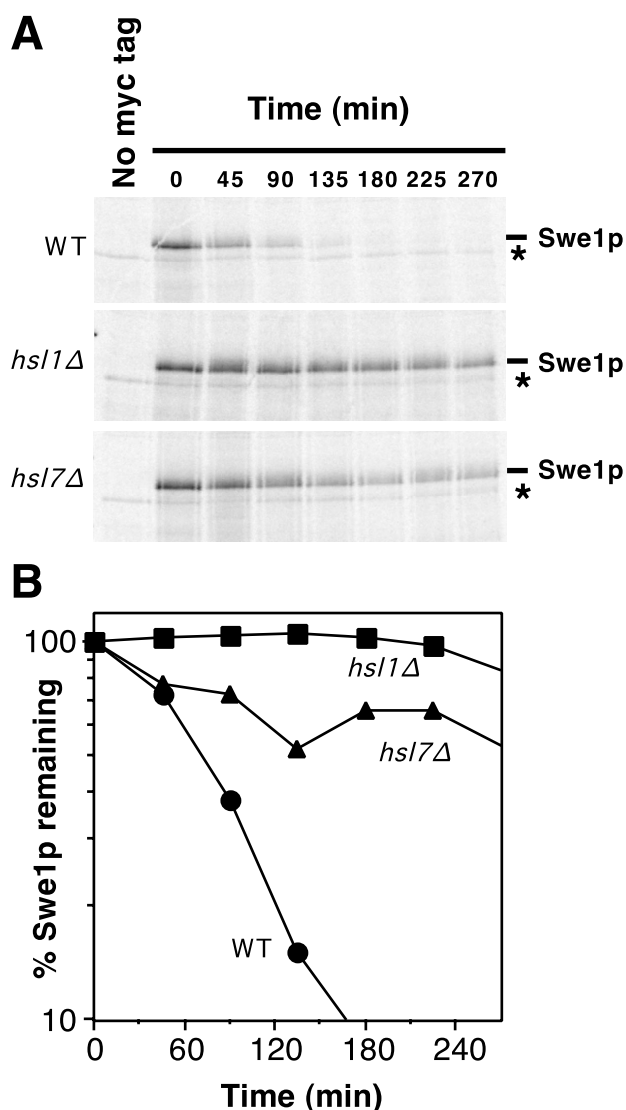 A
No myc tag
Time (min)
0 45 90 135 180 225 270
WT
Swe1p
*
hsl1Δ
Swe1p
*
hsl7Δ
Swe1p
*
B
% Swe1p remaining
100
10
hsl1Δ
hsl7Δ
WT
0 60 120 180 240
Time (min)